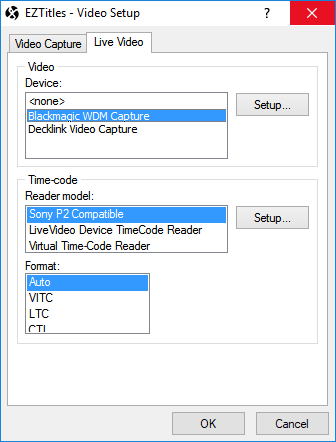 EZTitles - Video Setup
?
Video Capture
Live Video
Video
Device:
<none>
Blackmagic WDM Capture
Decklink Video Capture
Setup...
Time-code
Reader model:
Sony P2 Compatible
LiveVideo Device TimeCode Reader
Virtual Time-Code Reader
Setup...
Format:
Auto
VITC
LTC
CTL
OK
Cancel